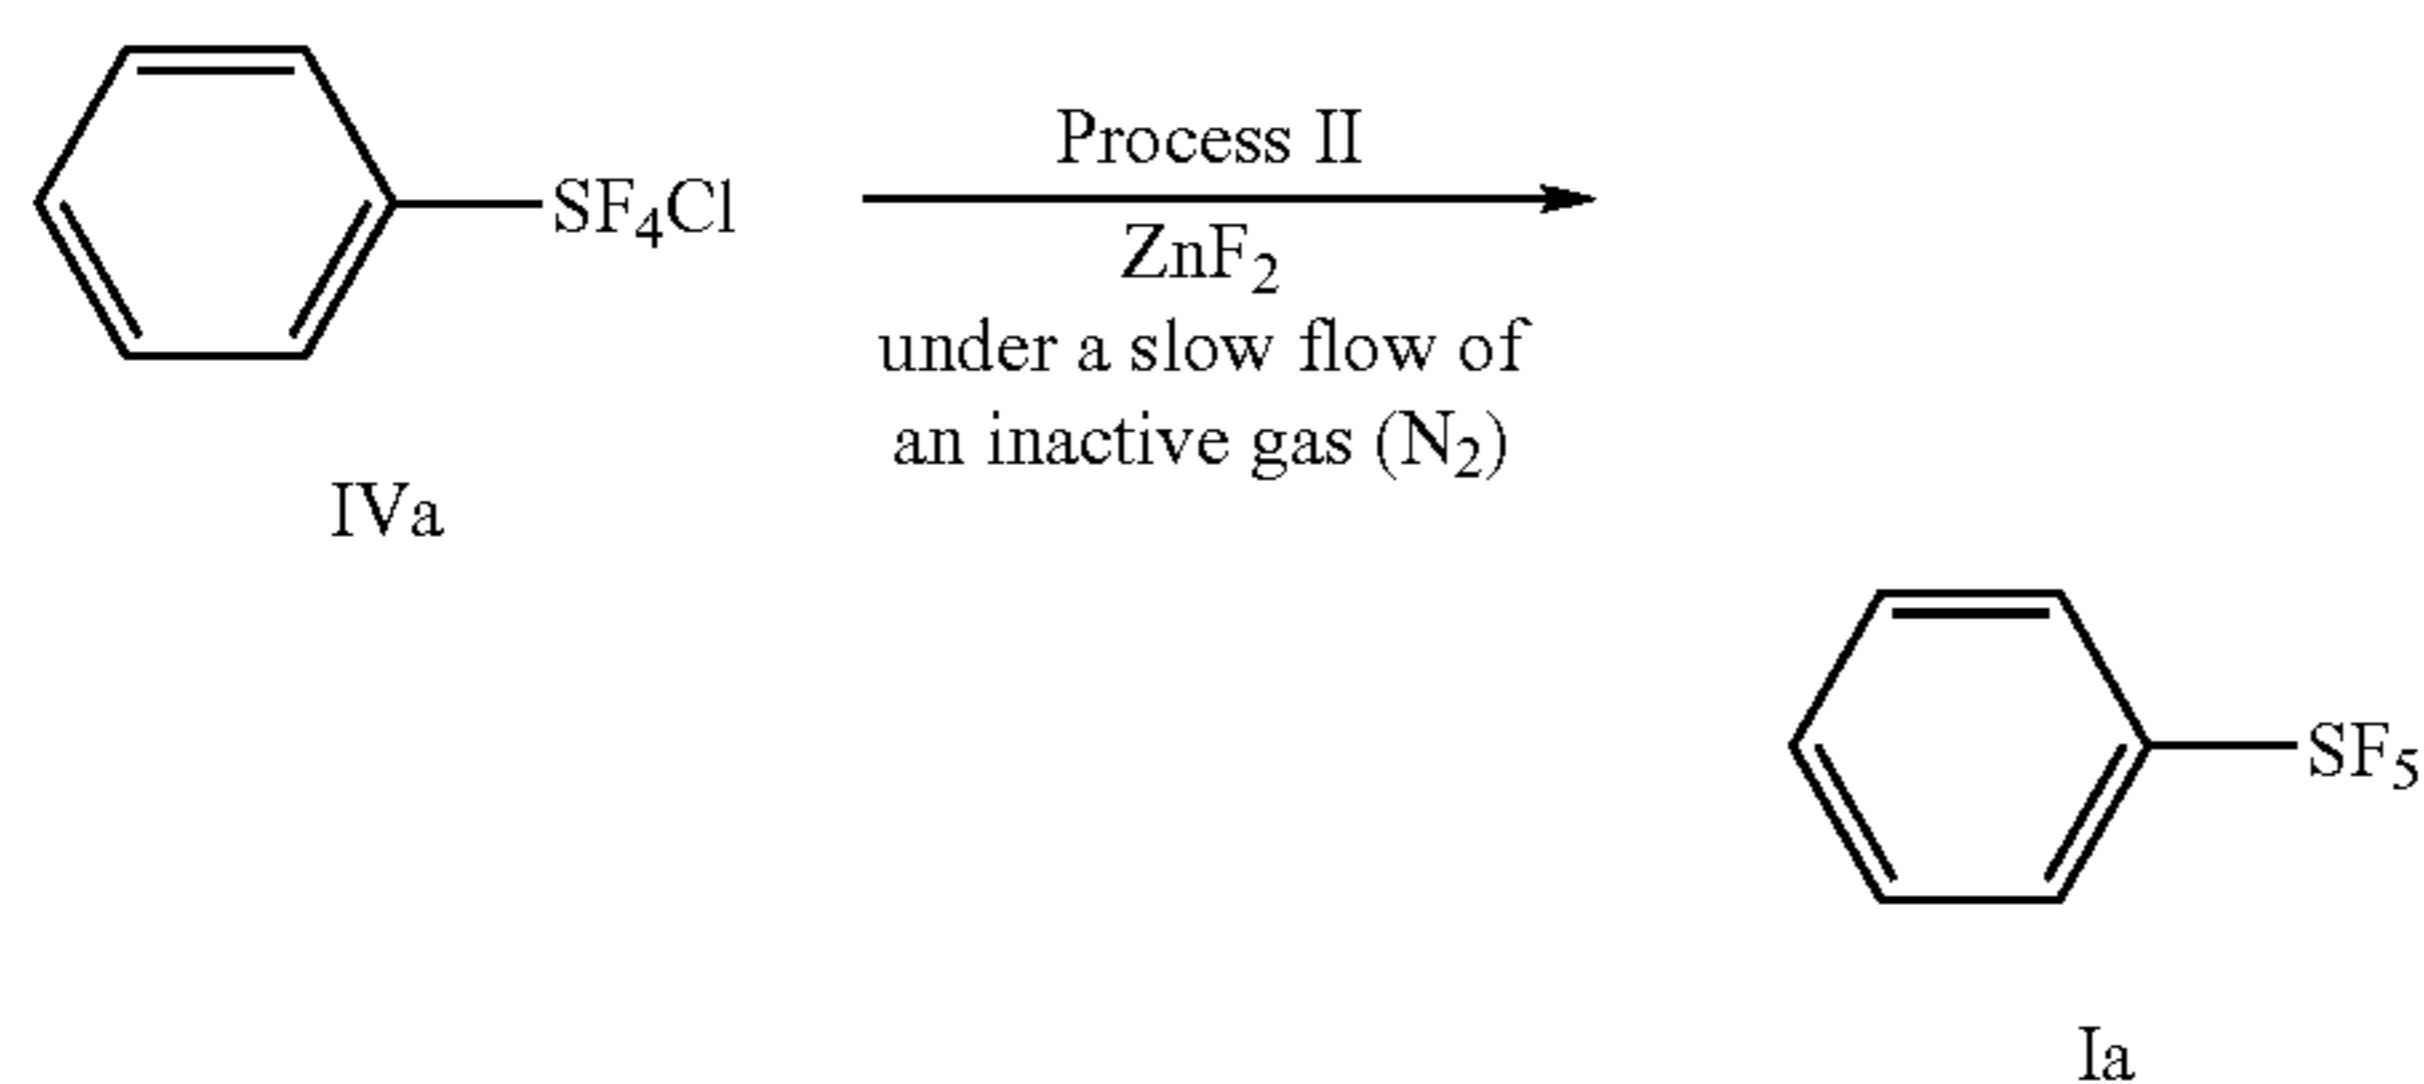 Process II
SF₄Cl
ZnF₂
under a slow flow of
an inactive gas (N₂)
IVa
SF₅
Ia